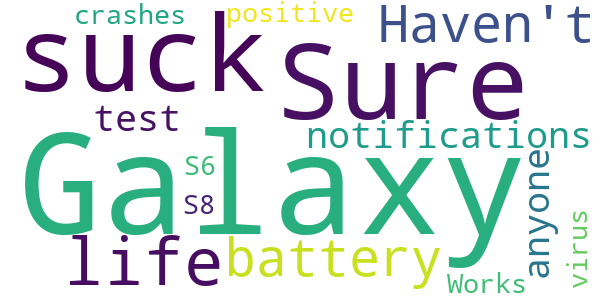 crashes
positive
Haven't
suck
Sure
test
notifications
Galaxy
S6
S8
anyone
virus
life
battery
Works